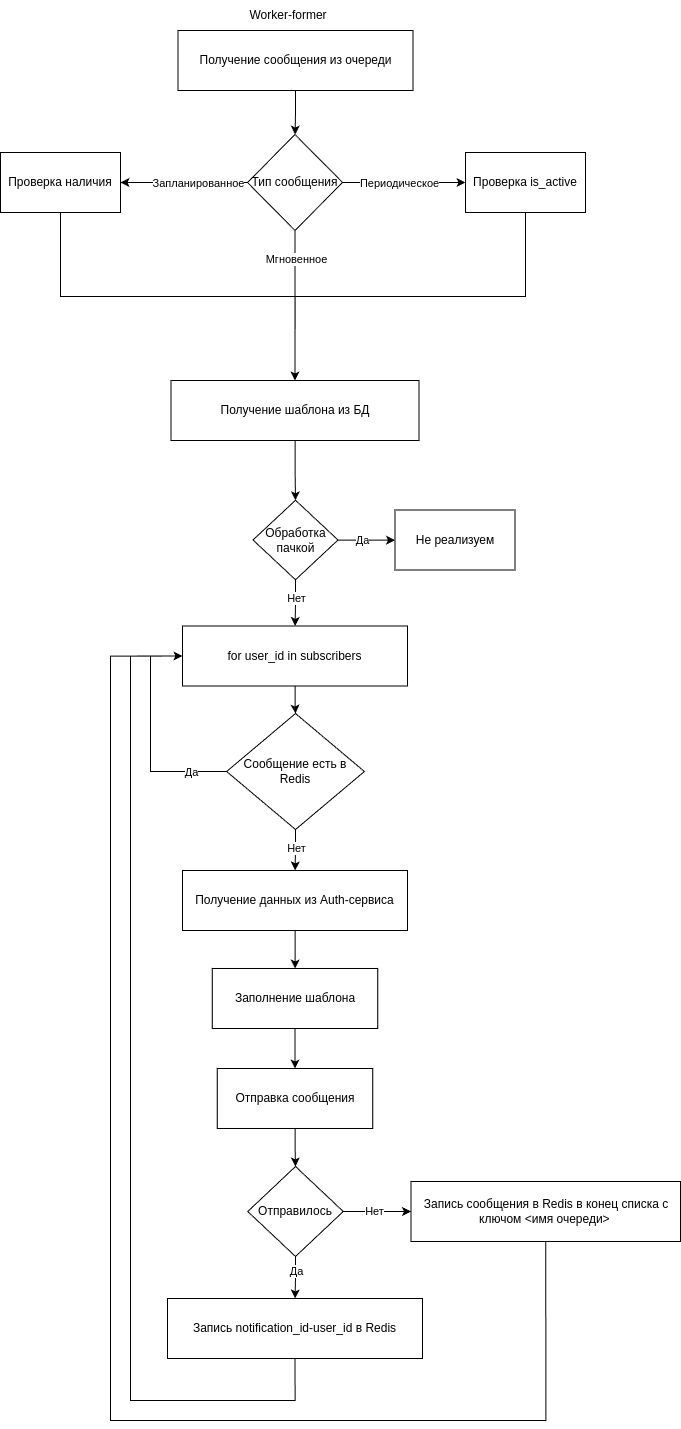 Worker-former
Получение сообщения из очереди
Проверка наличия
Запланированное
Тип сообщения
Периодическое
Проверка is_active
Мгновенное
Получение шаблона из БД
Обработка
пачкой
Да
Не реализуем
Нет
for user_id in subscribers
Сообщение есть в
Redis
Да
Нет
Получение данных из Auth-сервиса
Заполнение шаблона
Отправка сообщения
Отправилось
Нет
Запись сообщения в Redis в конец списка с
ключом <имя очереди>
Да
Запись notification_id-user_id в Redis